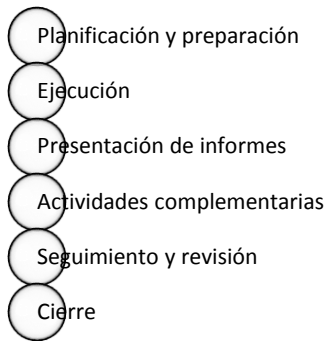 Planificación y preparación
Ejecución
Presentación de informes
Actividades complementarias
Seguimiento y revisión
Cierre